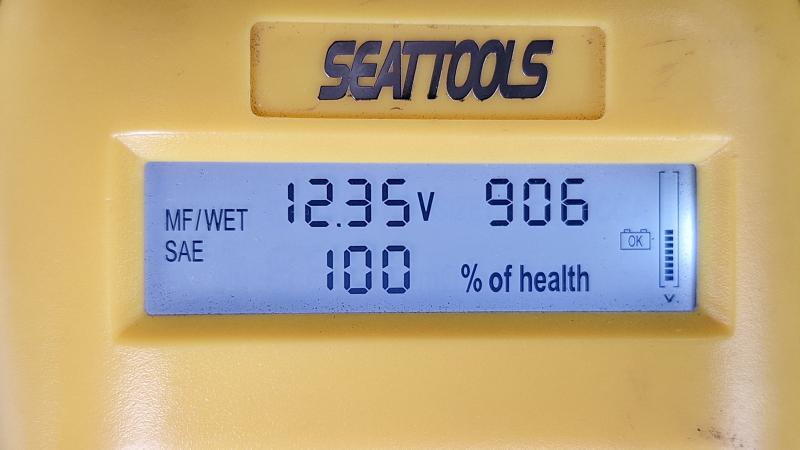 SEATTOOLS
MF/WET 12.35V 906
SAE 100 % of health
OK
V